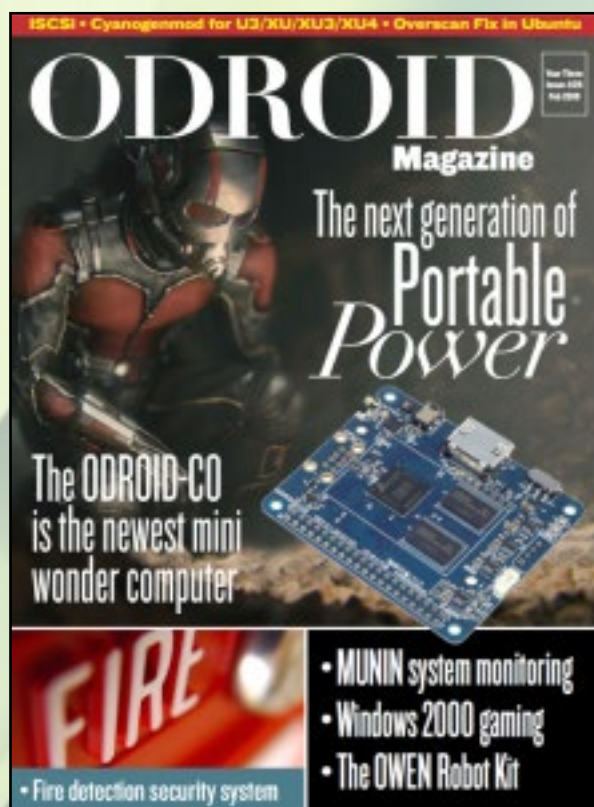 ISCSI • Cyanogenmod for U3/XU/XU3/XU4 • Overscan Fix in Ubuntu
ODROID
Year Three
Magazine
The next generation of
Portable
Power
The ODROID-C0
is the newest mini
wonder computer
FIRE
• Fire detection security system
• MUNIN system monitoring
• Windows 2000 gaming
• The OWEN Robot Kit